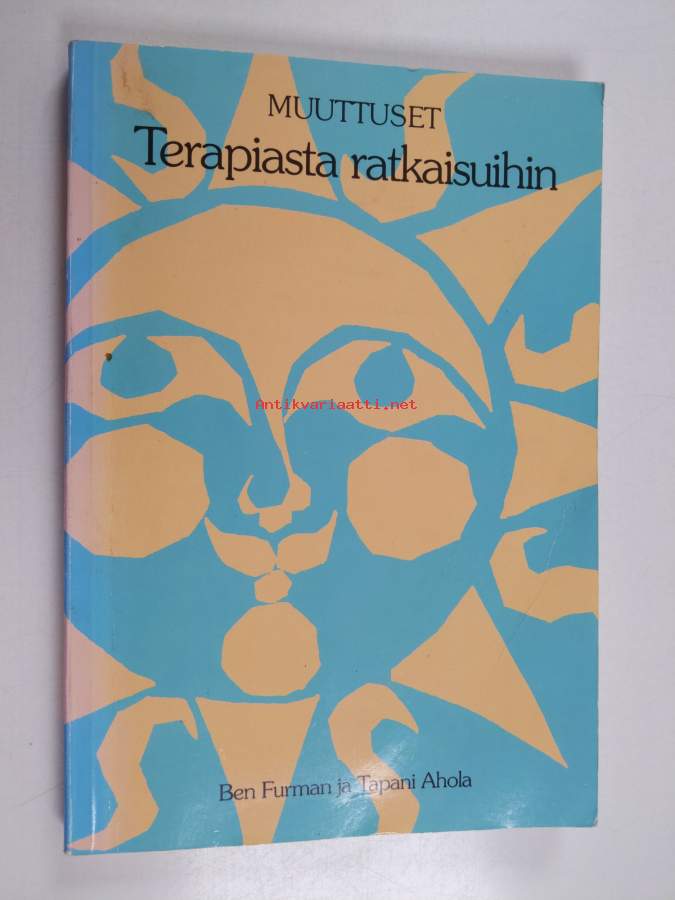 MUUTTUSET
Terapiasta ratkaisuihin
Antikvariaatti.net
Ben Furman ja Tapani Ahola